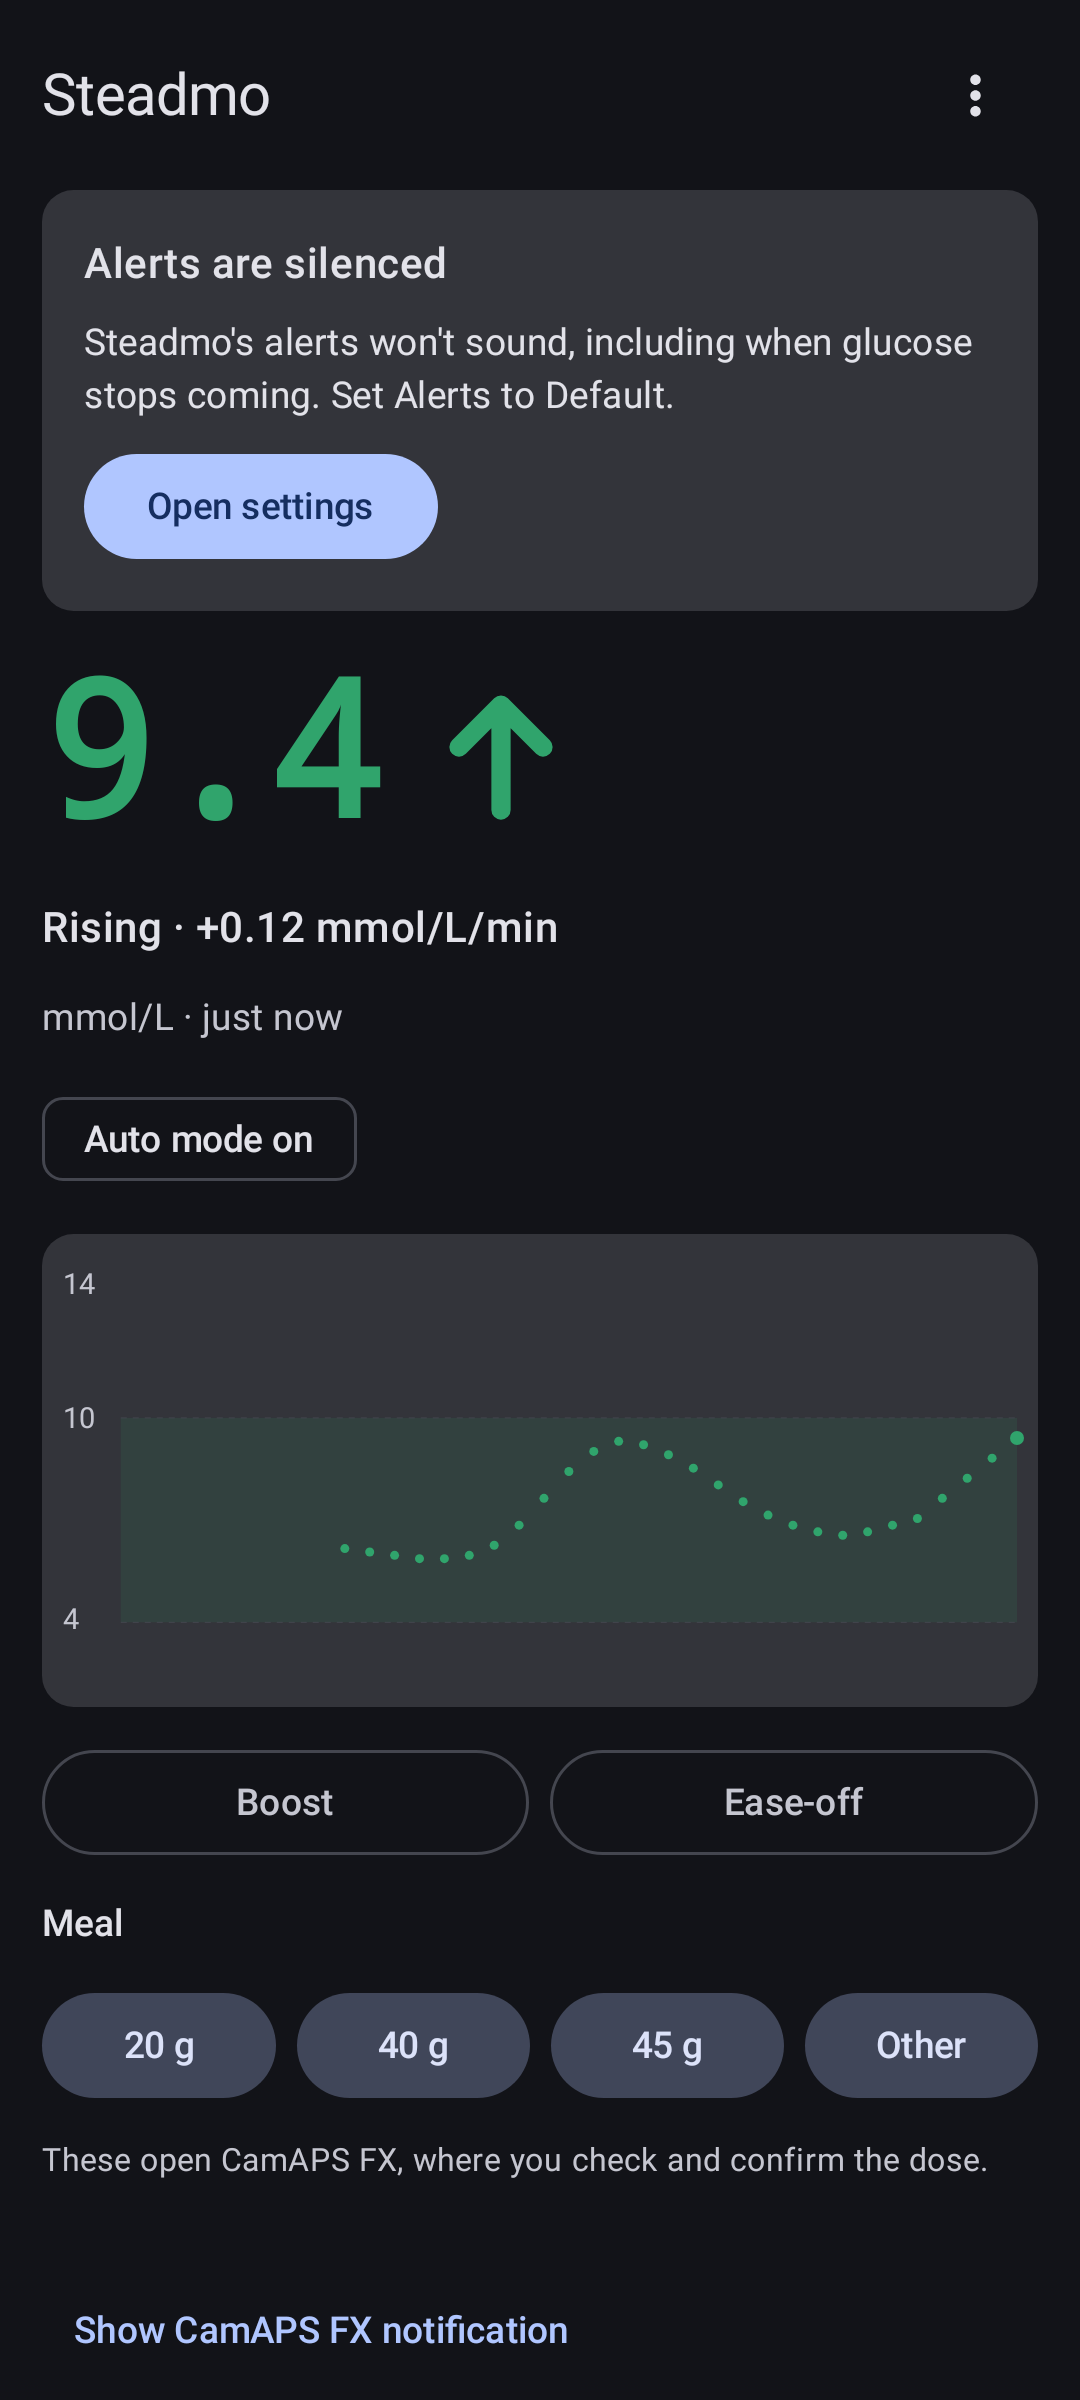 Steadmo
Alerts are silenced
Steadmo's alerts won't sound, including when glucose
stops coming. Set Alerts to Default.
Open settings
9.4
Rising · +0.12 mmol/L/min
mmol/L · just now
Auto mode on
14
10
4
Boost
Ease-off
Meal
20 g
40 g
45 g
Other
These open CamAPS FX, where you check and confirm the dose.
Show CamAPS FX notification